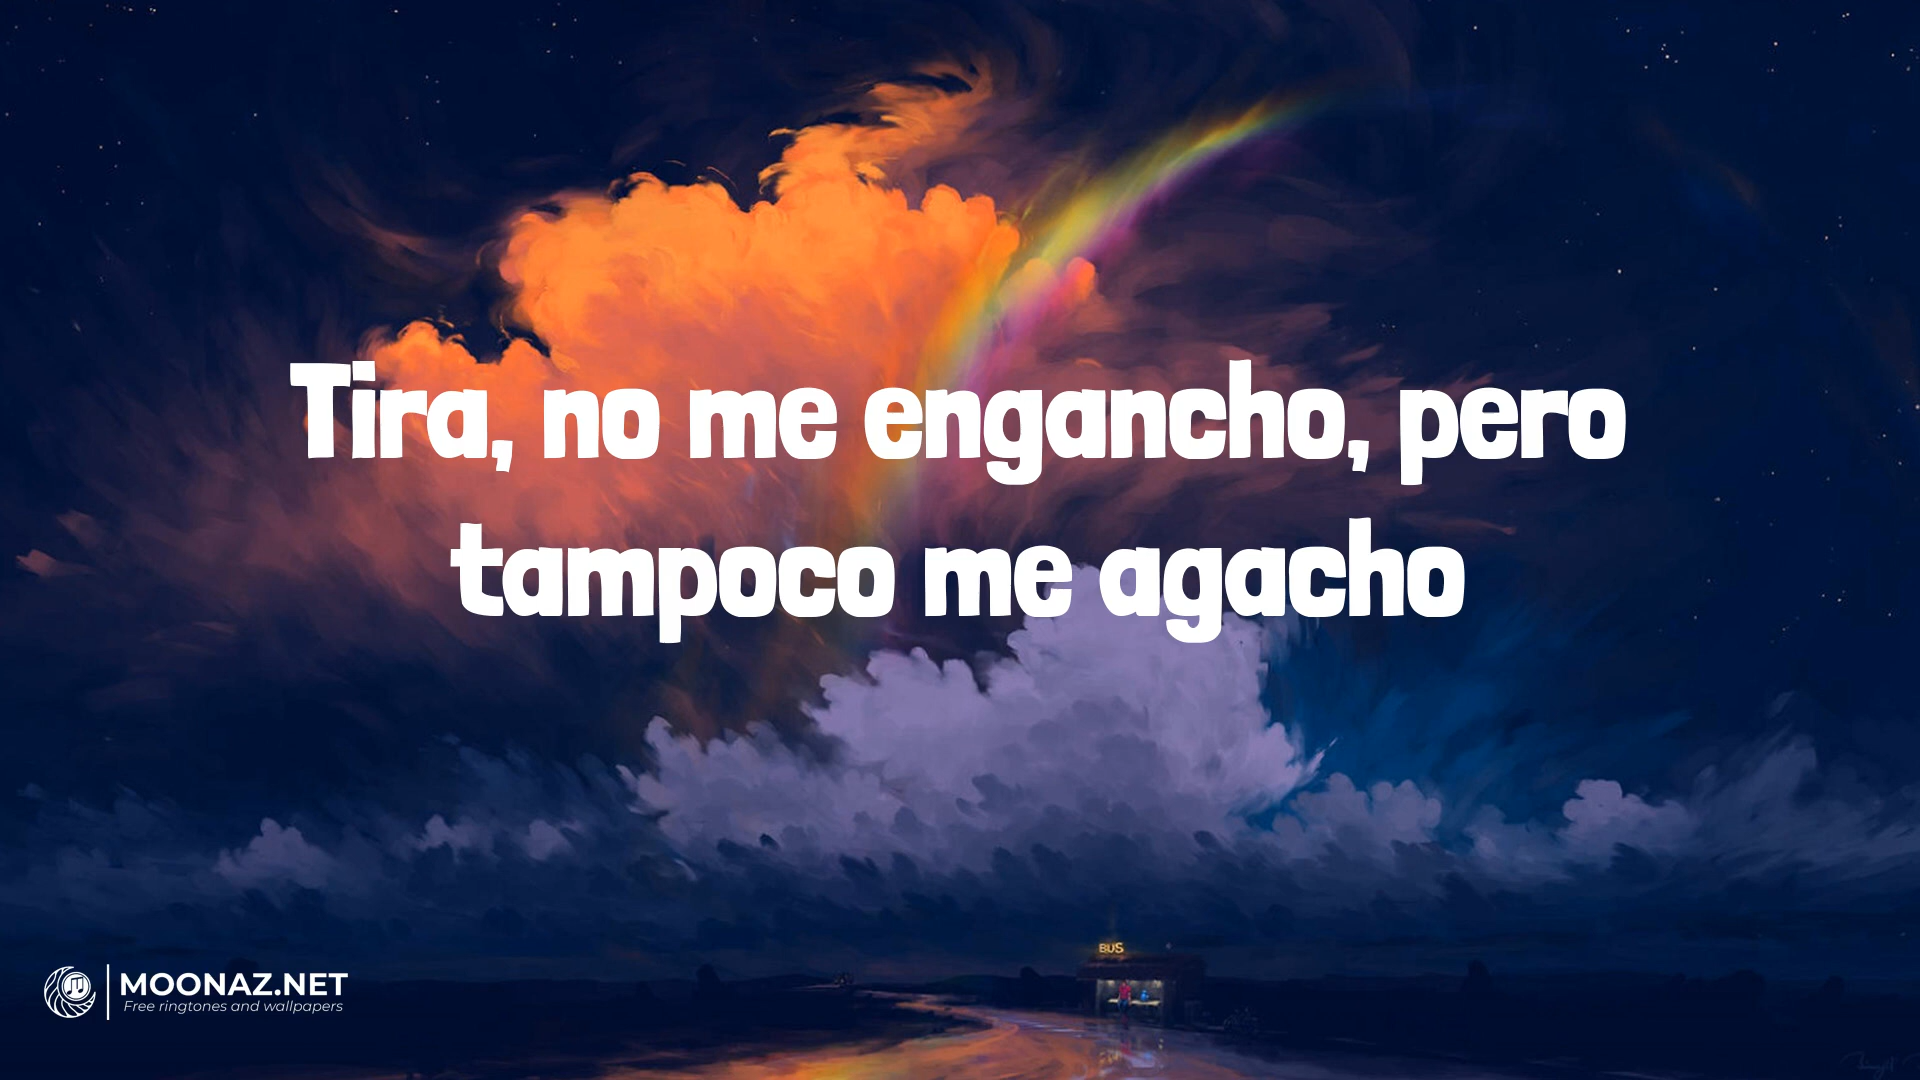 Tira, no me engancho, pero
tampoco me agacho
BUS
MOONAZ.NET
Free ringtones and wallpapers